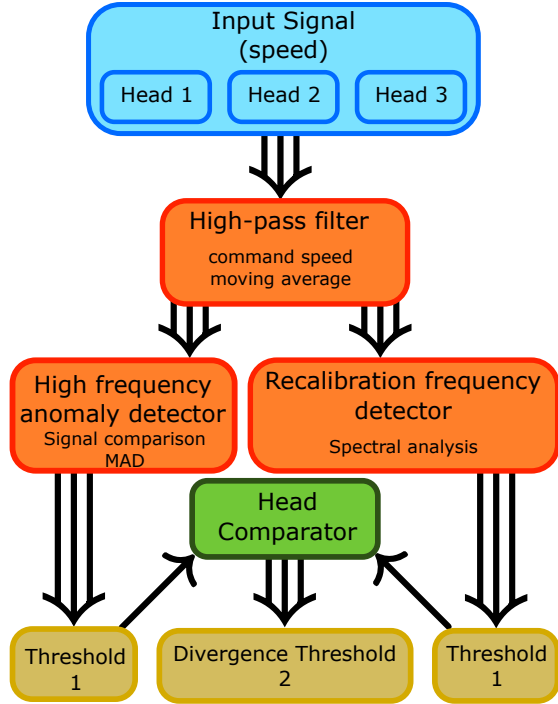 Input Signal
(speed)
Head 1
Head 2
Head 3
High-pass filter
command speed
moving average
High frequency
anomaly detector
Signal comparison
MAD
Recalibration frequency
detector
Spectral analysis
Head
Comparator
Threshold
1
Divergence Threshold
2
Threshold
1